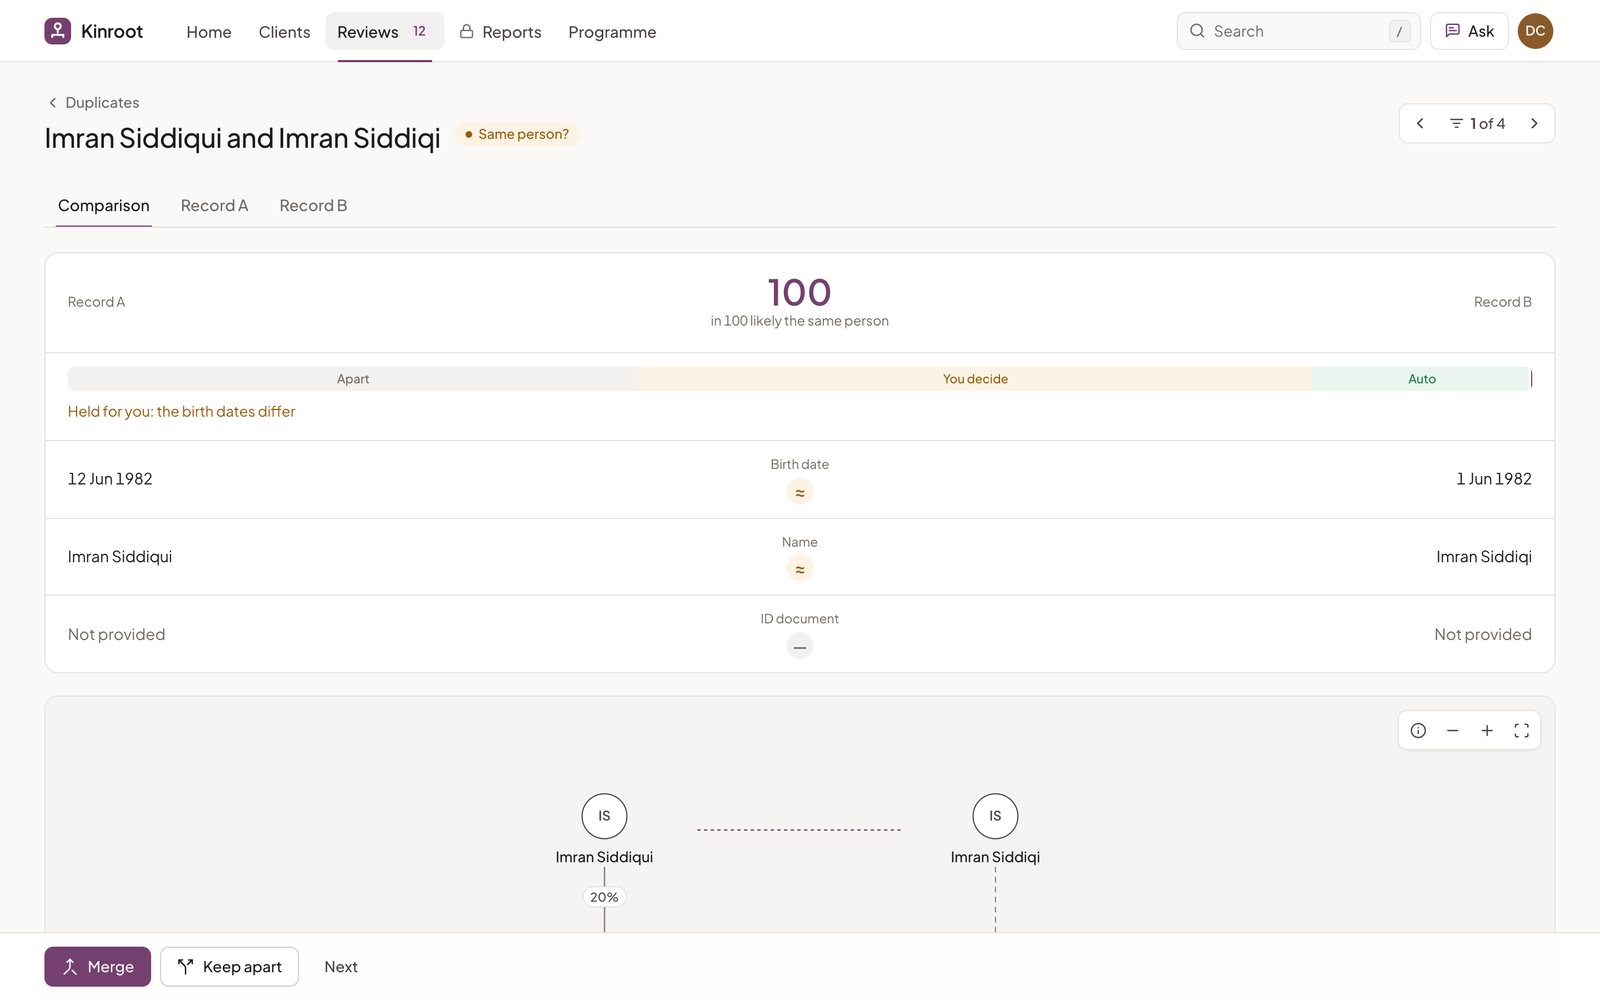 Kinroot
Home
Clients
Reviews 12
Reports
Programme
Search /
Ask
DC
Duplicates
Imran Siddiqui and Imran Siddiqi
Same person?
1 of 4
Comparison
Record A
Record B
Record A
100
in 100 likely the same person
Record B
Apart
You decide
Auto
Held for you: the birth dates differ
12 Jun 1982
Birth date
≈
1 Jun 1982
Imran Siddiqui
Name
≈
Imran Siddiqi
Not provided
ID document
—
Not provided
IS
IS
Imran Siddiqui
Imran Siddiqi
20%
Merge
Keep apart
Next